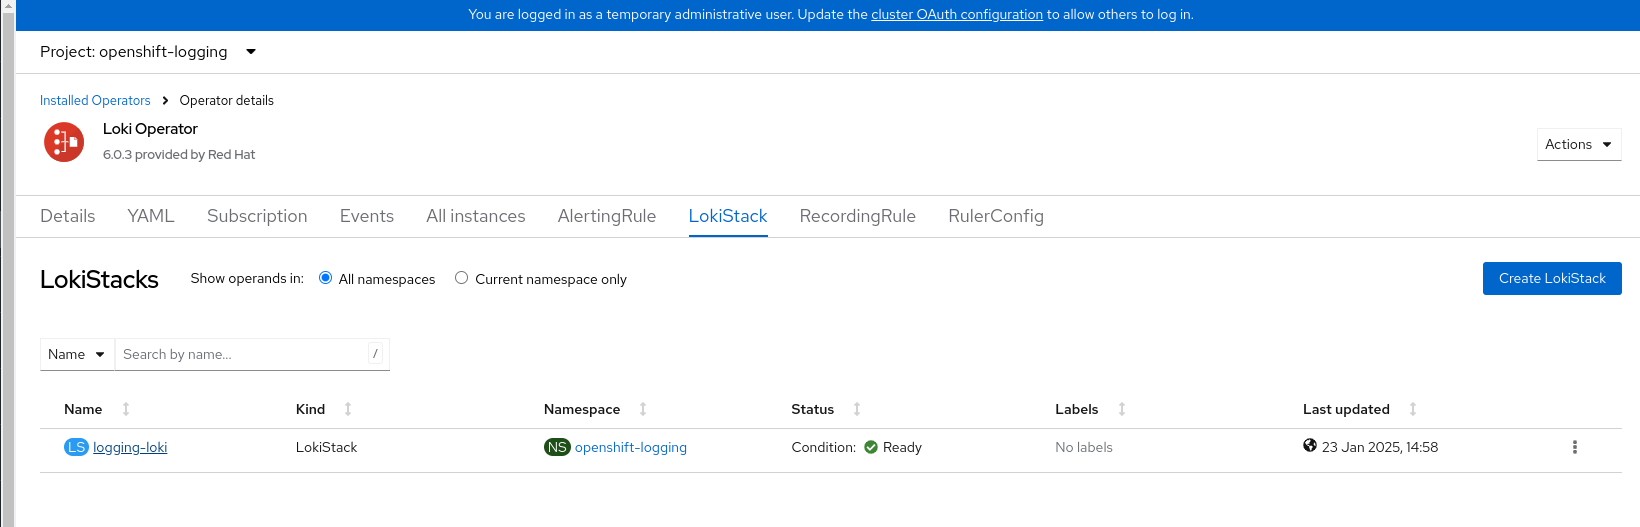 You are logged in as a temporary administrative user. Update the cluster OAuth configuration to allow others to log in.
Project: openshift-logging
Installed Operators Operator details
Loki Operator
6.0.3 provided by Red Hat
Actions
Details YAML Subscription Events All instances AlertingRule LokiStack RecordingRule RulerConfig
LokiStacks Show operands in: All namespaces Current namespace only Create LokiStack
Name Search by name... /
Name Kind Namespace Status Labels Last updated
LS logging-loki LokiStack NS openshift-logging Condition: Ready No labels 23 Jan 2025, 14:58